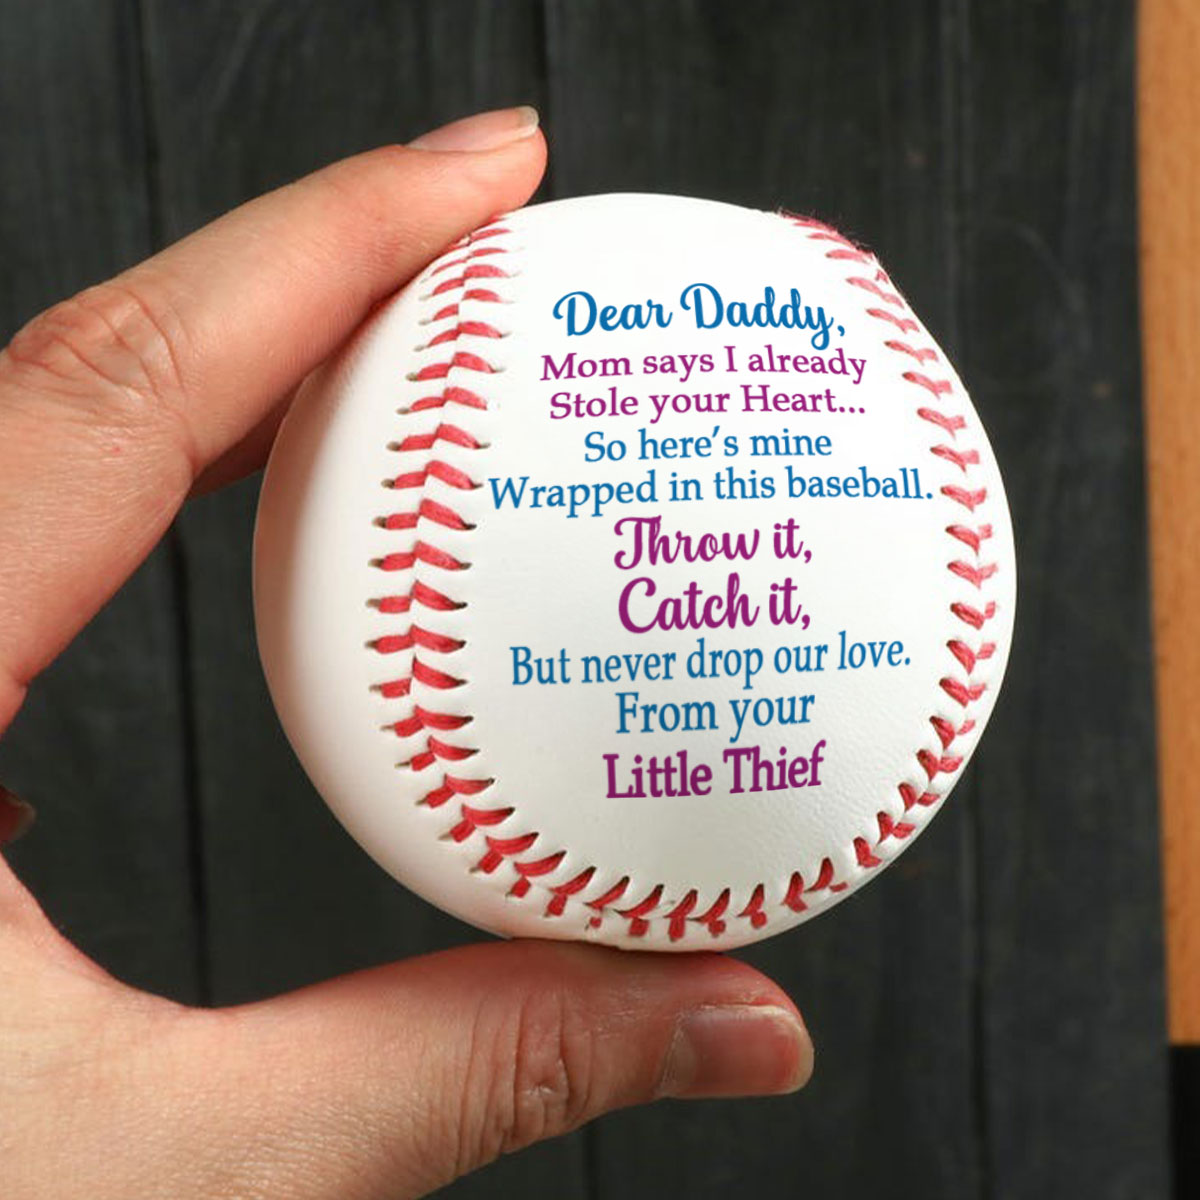 Dear Daddy,
Mom says I already
Stole your Heart...
So here's mine
Wrapped in this baseball.
Throw it,
Catch it,
But never drop our love.
From your
Little Thief